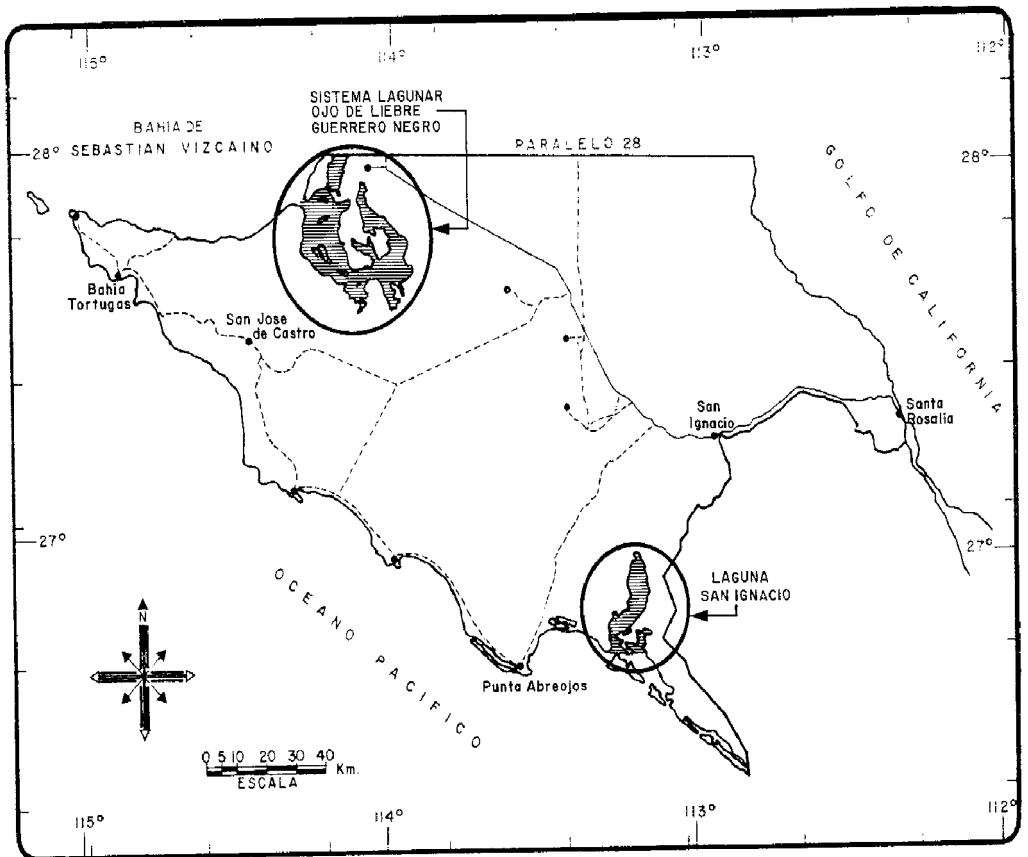 115°
114°
113°
112°
SISTEMA LAGUNAR
OJO DE LIEBRE
GUERRERO NEGRO
BAHIA DE
SEBASTIAN VIZCAINO
28°
PARALELO 28
28°
GOLFO DE CALIFORNIA
Bahia
Tortugas
San Jose
de Castro
San
Ignacio
Santa
Rosalia
27°
27°
LAGUNA
SAN IGNACIO
OCEANO PACIFICO
N
Punta Abreojos
0 5 10 20 30 40
Km.
ESCALA
115°
114°
113°
112°